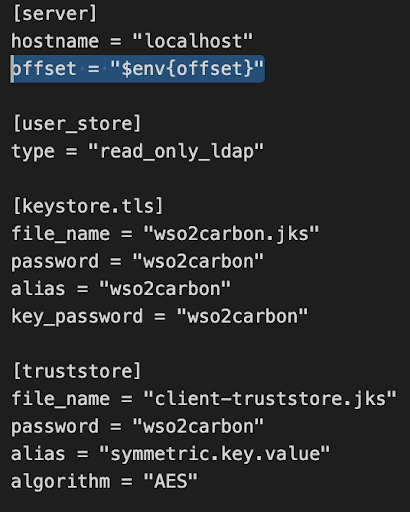 [server]
hostname = "localhost"
offset = "$env{offset}"
[user_store]
type = "read_only_ldap"
[keystore.tls]
file_name = "wso2carbon.jks"
password = "wso2carbon"
alias = "wso2carbon"
key_password = "wso2carbon"
[truststore]
file_name = "client-truststore.jks"
password = "wso2carbon"
alias = "symmetric.key.value"
algorithm = "AES"